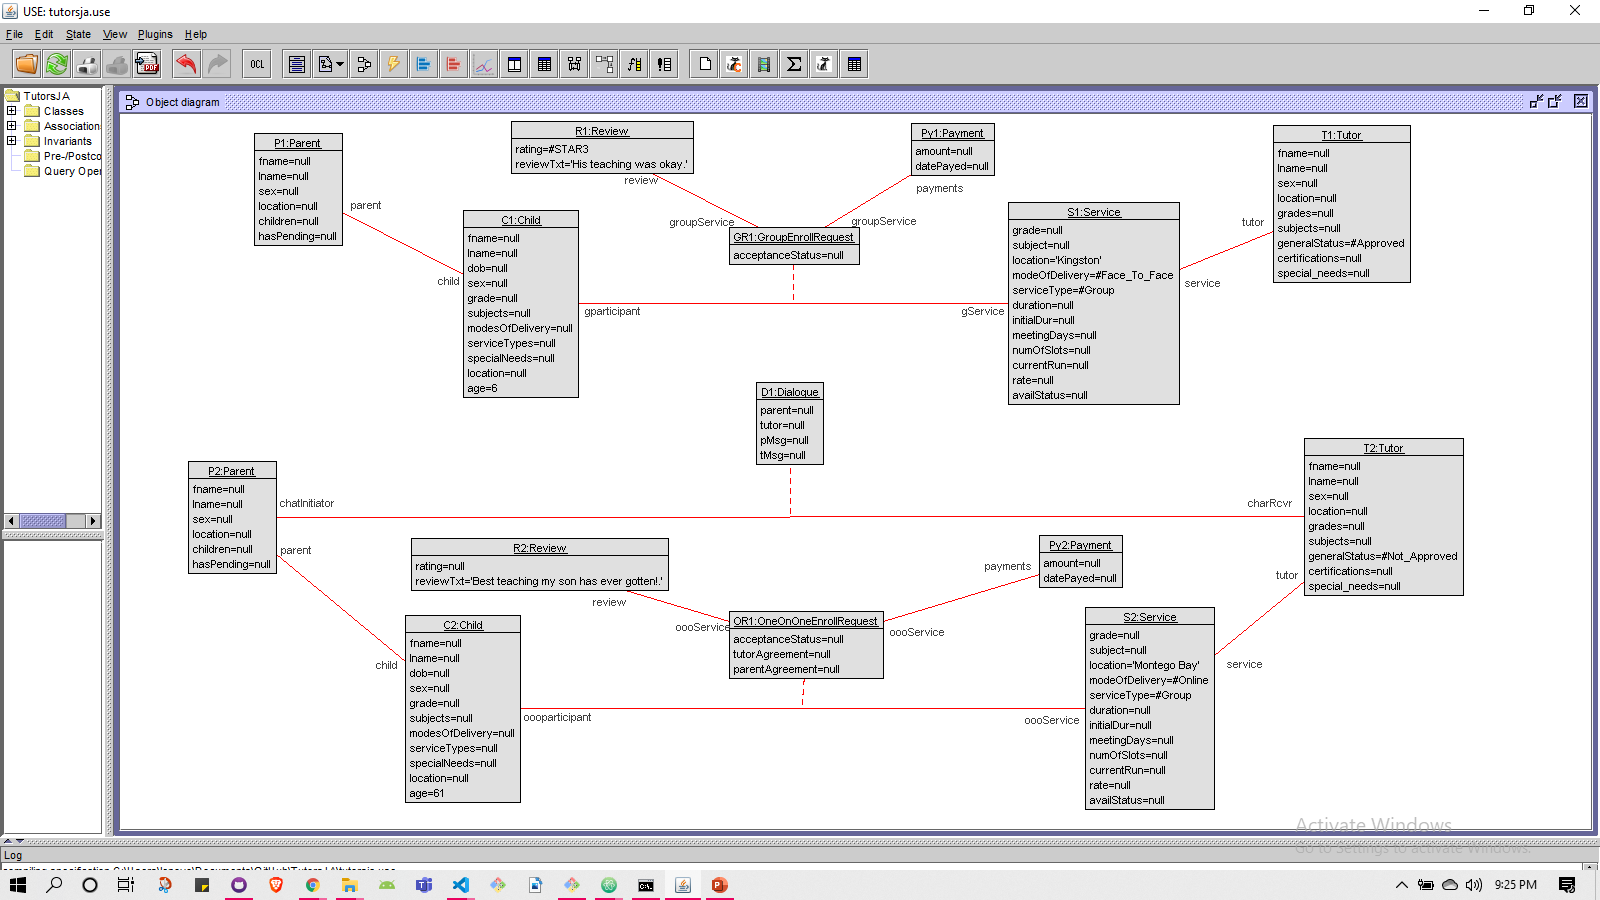 USE: tutorsja.use
File Edit State View Plugins Help
OCL
PDF
TutorsJA
Classes
Association
Invariants
Pre-/Postco
Query Oper
Object diagram
P1:Parent
fname=null
lname=null
sex=null
location=null
children=null
hasPending=null
parent
child
R1:Review
rating=#STAR3
reviewTxt='His teaching was okay.'
review
groupService
Py1:Payment
amount=null
datePayed=null
payments
groupService
T1:Tutor
fname=null
lname=null
sex=null
location=null
grades=null
subjects=null
generalStatus=#Approved
certifications=null
special_needs=null
tutor
service
C1:Child
fname=null
lname=null
dob=null
sex=null
grade=null
subjects=null
modesOfDelivery=null
serviceTypes=null
specialNeeds=null
location=null
age=6
GR1:GroupEnrollRequest
acceptanceStatus=null
gparticipant
gService
S1:Service
grade=null
subject=null
location='Kingston'
modeOfDelivery=#Face_To_Face
serviceType=#Group
duration=null
initialDur=null
meetingDays=null
numOfSlots=null
currentRun=null
rate=null
availStatus=null
D1:Dialogue
parent=null
tutor=null
pMsg=null
tMsg=null
P2:Parent
fname=null
lname=null
sex=null
location=null
children=null
hasPending=null
chatInitiator
charRcvr
parent
child
T2:Tutor
fname=null
lname=null
sex=null
location=null
grades=null
subjects=null
generalStatus=#Not_Approved
certifications=null
special_needs=null
tutor
service
R2:Review
rating=null
reviewTxt='Best teaching my son has ever gotten!.'
review
oooService
Py2:Payment
amount=null
datePayed=null
payments
oooService
C2:Child
fname=null
lname=null
dob=null
sex=null
grade=null
subjects=null
modesOfDelivery=null
serviceTypes=null
specialNeeds=null
location=null
age=61
OR1:OneOnOneEnrollRequest
acceptanceStatus=null
tutorAgreement=null
parentAgreement=null
oooparticipant
oooService
S2:Service
grade=null
subject=null
location='Montego Bay'
modeOfDelivery=#Online
serviceType=#Group
duration=null
initialDur=null
meetingDays=null
numOfSlots=null
currentRun=null
rate=null
availStatus=null
Activate Windows
Go to Settings to activate Windows.
Log
9:25 PM